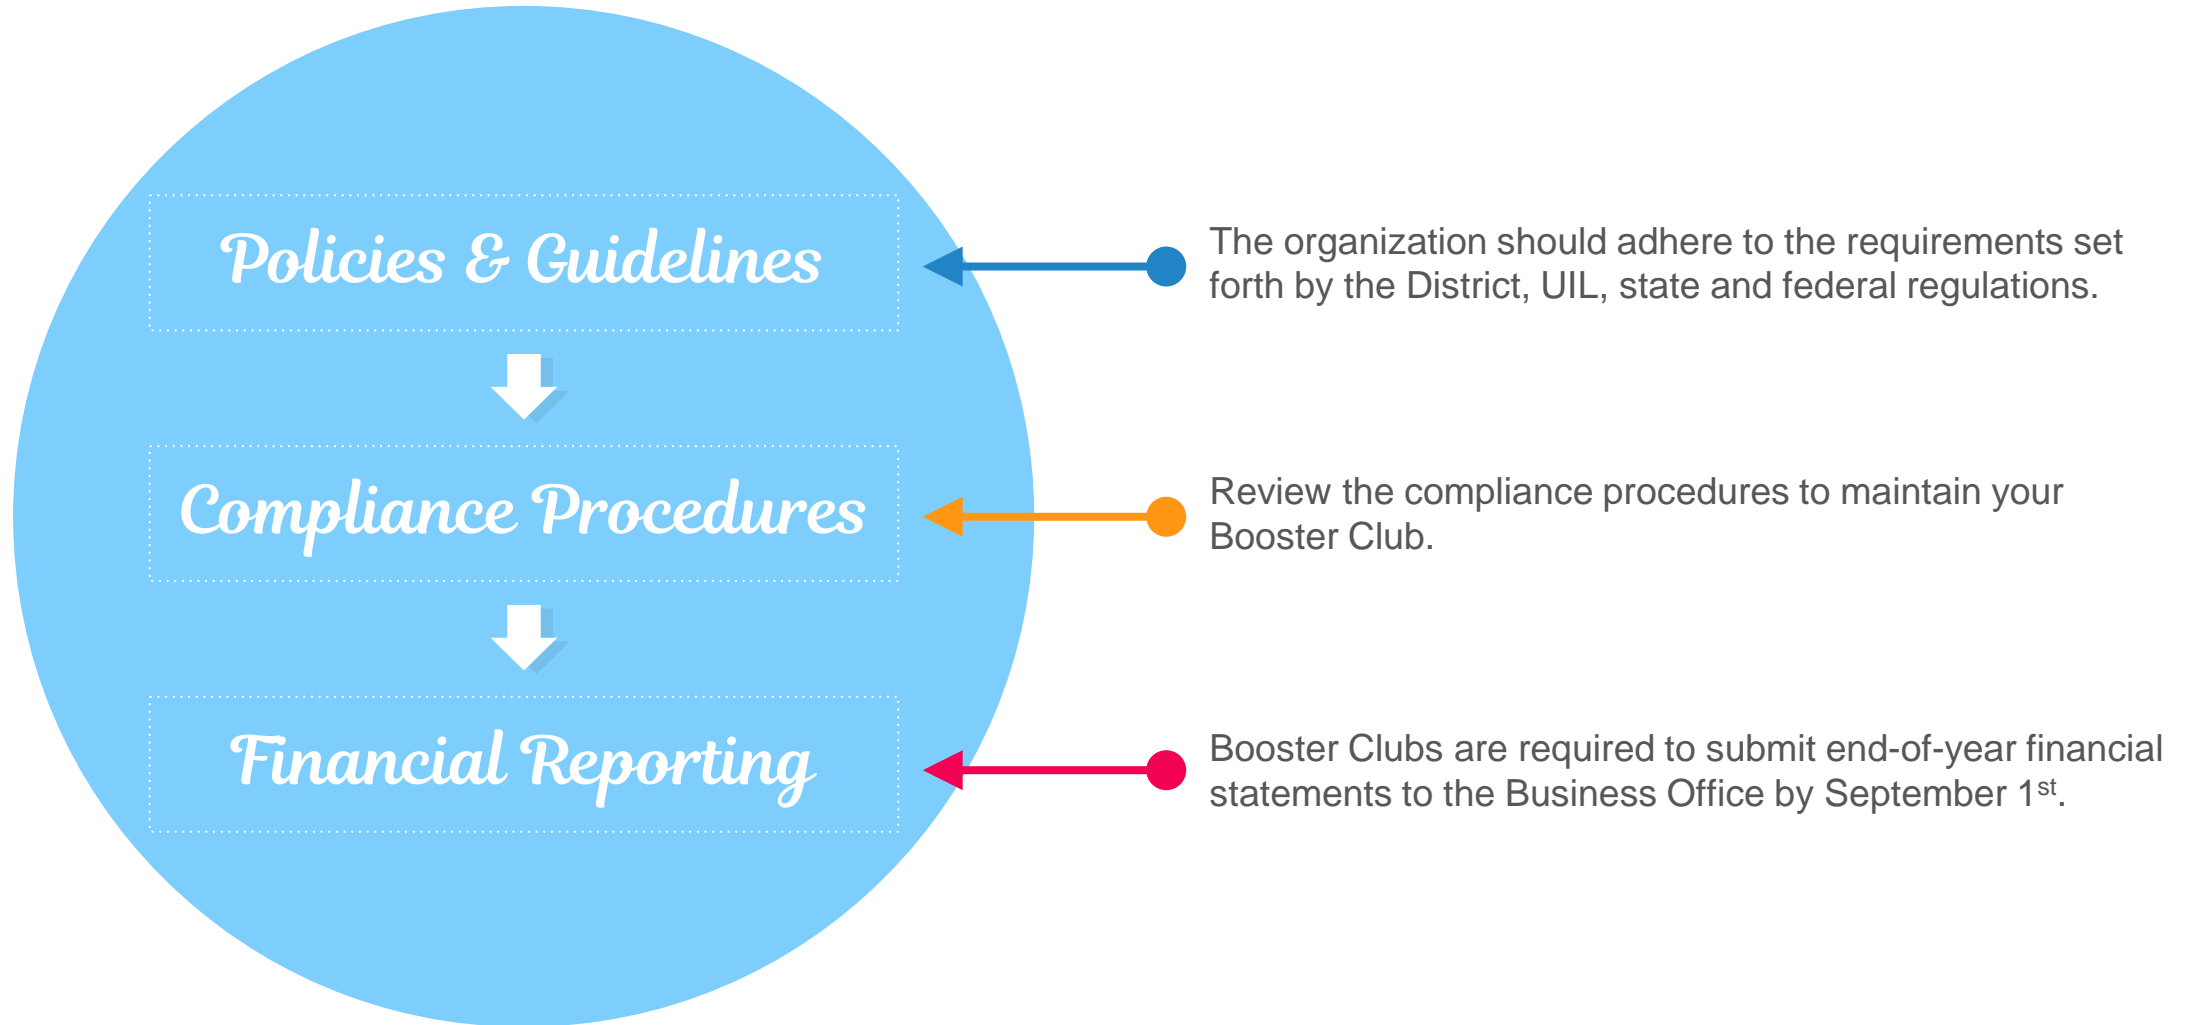 Policies & Guidelines
The organization should adhere to the requirements set
forth by the District, UIL, state and federal regulations.
Compliance Procedures
Review the compliance procedures to maintain your
Booster Club.
Financial Reporting
Booster Clubs are required to submit end-of-year financial
statements to the Business Office by September 1st.